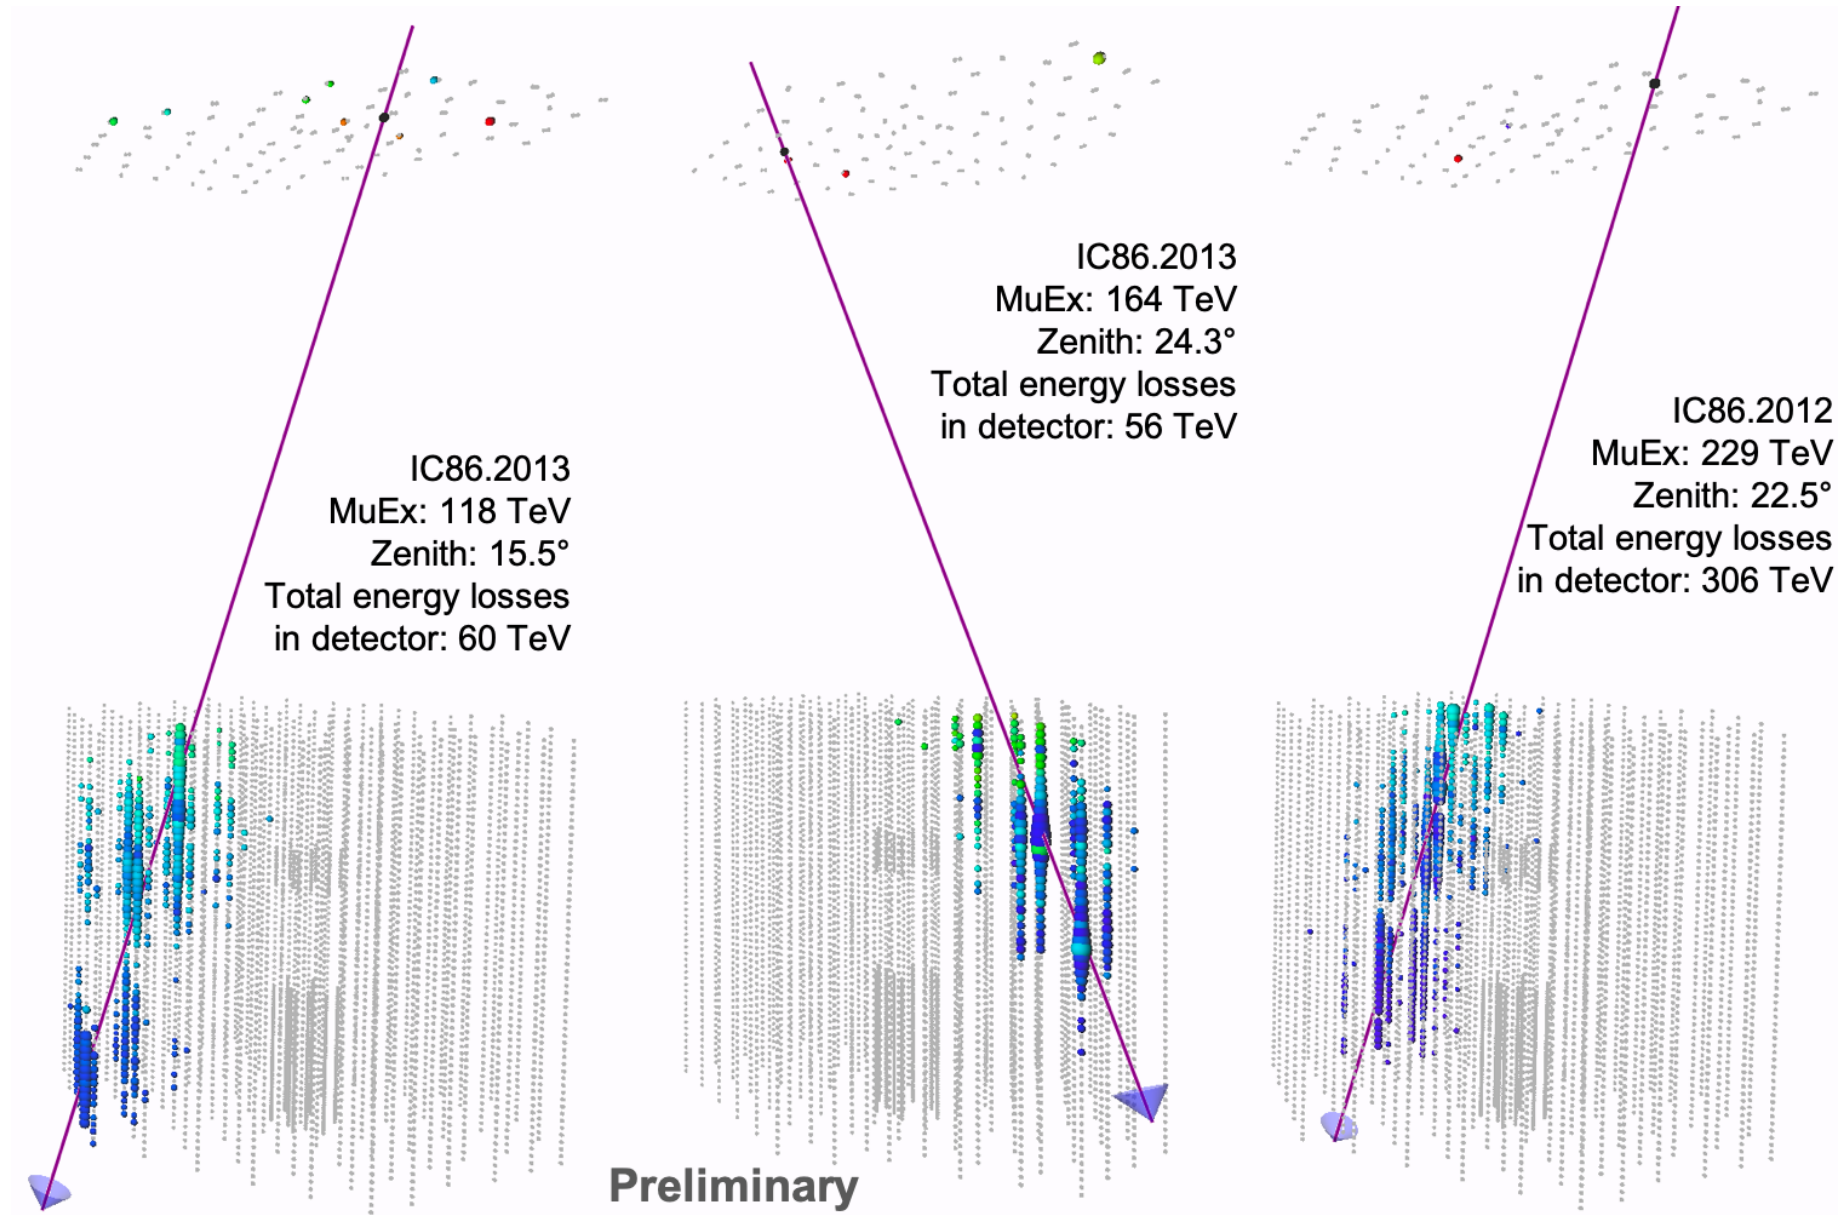 IC86.2013
MuEx: 118 TeV
Zenith: 15.5°
Total energy losses
in detector: 60 TeV
IC86.2013
MuEx: 164 TeV
Zenith: 24.3°
Total energy losses
in detector: 56 TeV
IC86.2012
MuEx: 229 TeV
Zenith: 22.5°
Total energy losses
in detector: 306 TeV
Preliminary